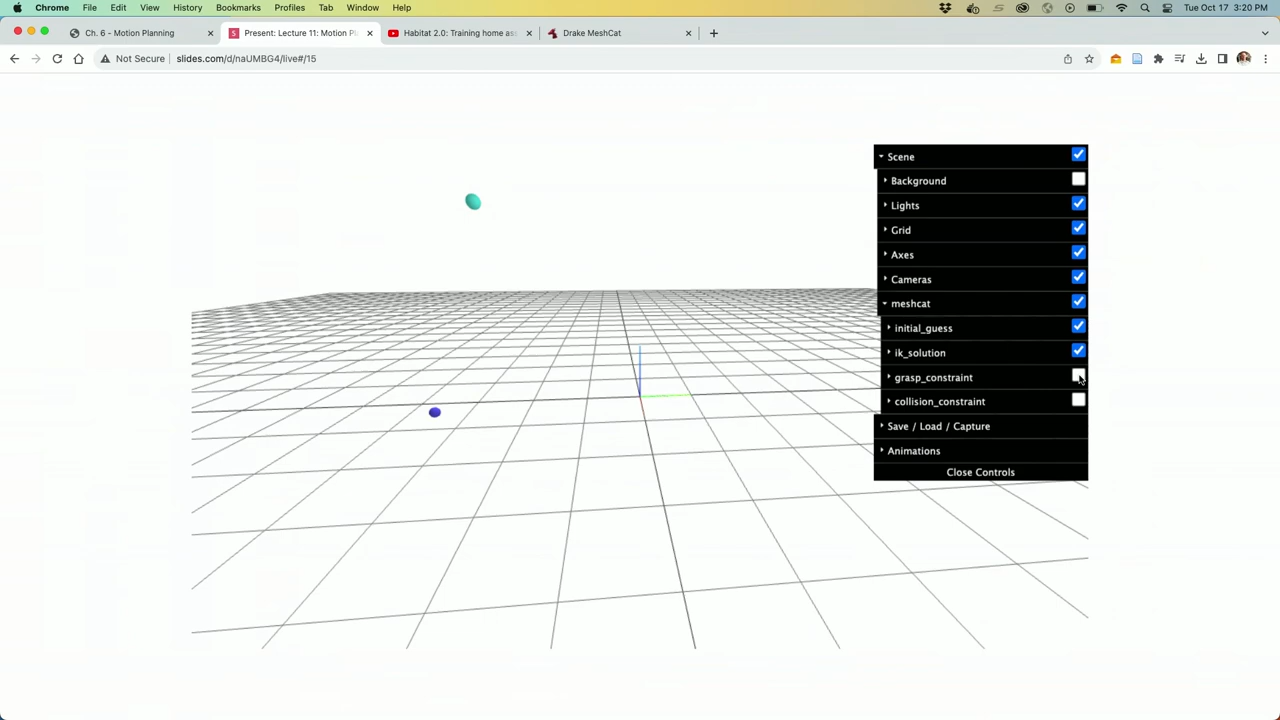 Chrome File Edit View History Bookmarks Profiles Tab Window Help Tue Oct 17 3:20 PM
Ch. 6 - Motion Planning Present: Lecture 11: Motion Pl Habitat 2.0: Training home as Drake MeshCat
Not Secure slides.com/d/naUMBG4/live#/15
Scene
Background
Lights
Grid
Axes
Cameras
meshcat
initial_guess
ik_solution
grasp_constraint
collision_constraint
Save / Load / Capture
Animations
Close Controls